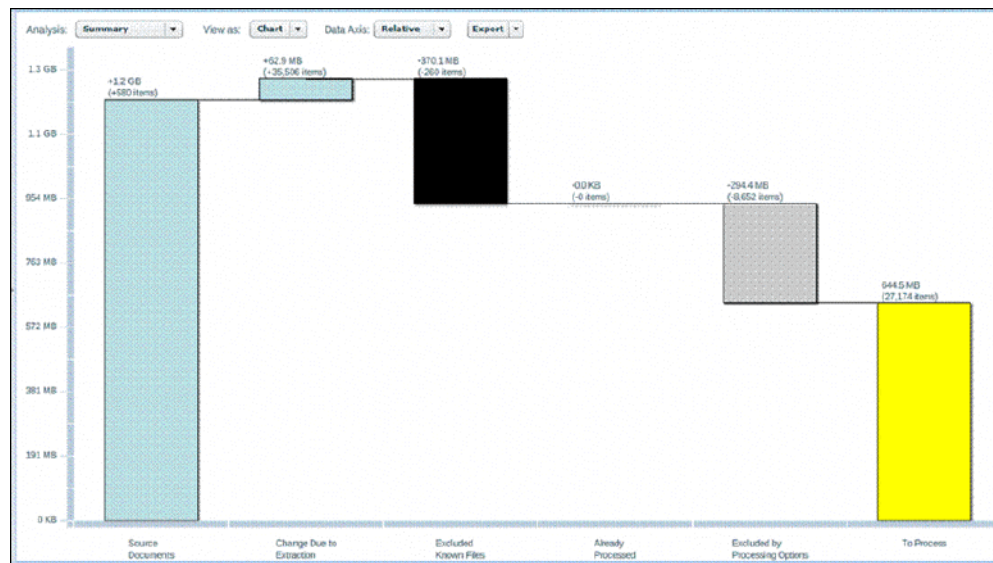 Analysis: Summary View as: Chart Data Axis: Relative Export
+62.9 MB
(+35,506 items)
-370.1 MB
(-260 items)
1.3 GB
+1.2 GB
(+580 items)
1.1 GB
954 MB
-0.0 KB
(-0 items)
-294.4 MB
(-8,652 items)
763 MB
644.5 MB
(27,174 items)
572 MB
381 MB
191 MB
0 KB
Source
Documents
Change Due to
Extraction
Excluded
Known Files
Already
Processed
Excluded by
Processing Options
To Process